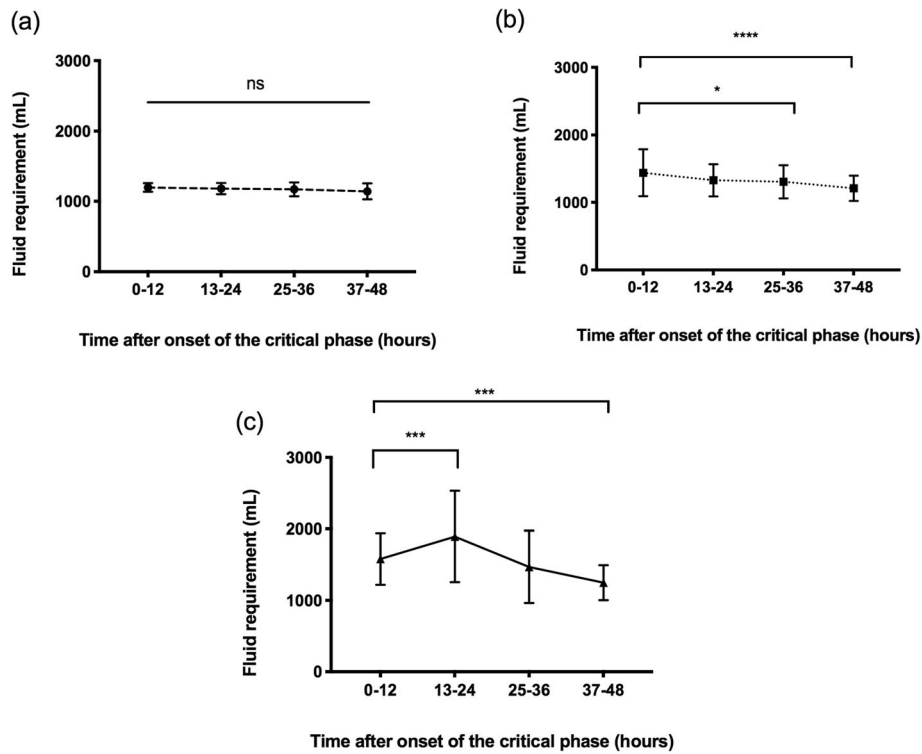 (a)
ns
3000
2000
1000
0
Fluid requirement (mL)
0-12 13-24 25-36 37-48
Time after onset of the critical phase (hours)
(b)
****
*
3000
2000
1000
0
Fluid requirement (mL)
0-12 13-24 25-36 37-48
Time after onset of the critical phase (hours)
(c)
***
***
3000
2000
1000
0
Fluid requirement (mL)
0-12 13-24 25-36 37-48
Time after onset of the critical phase (hours)